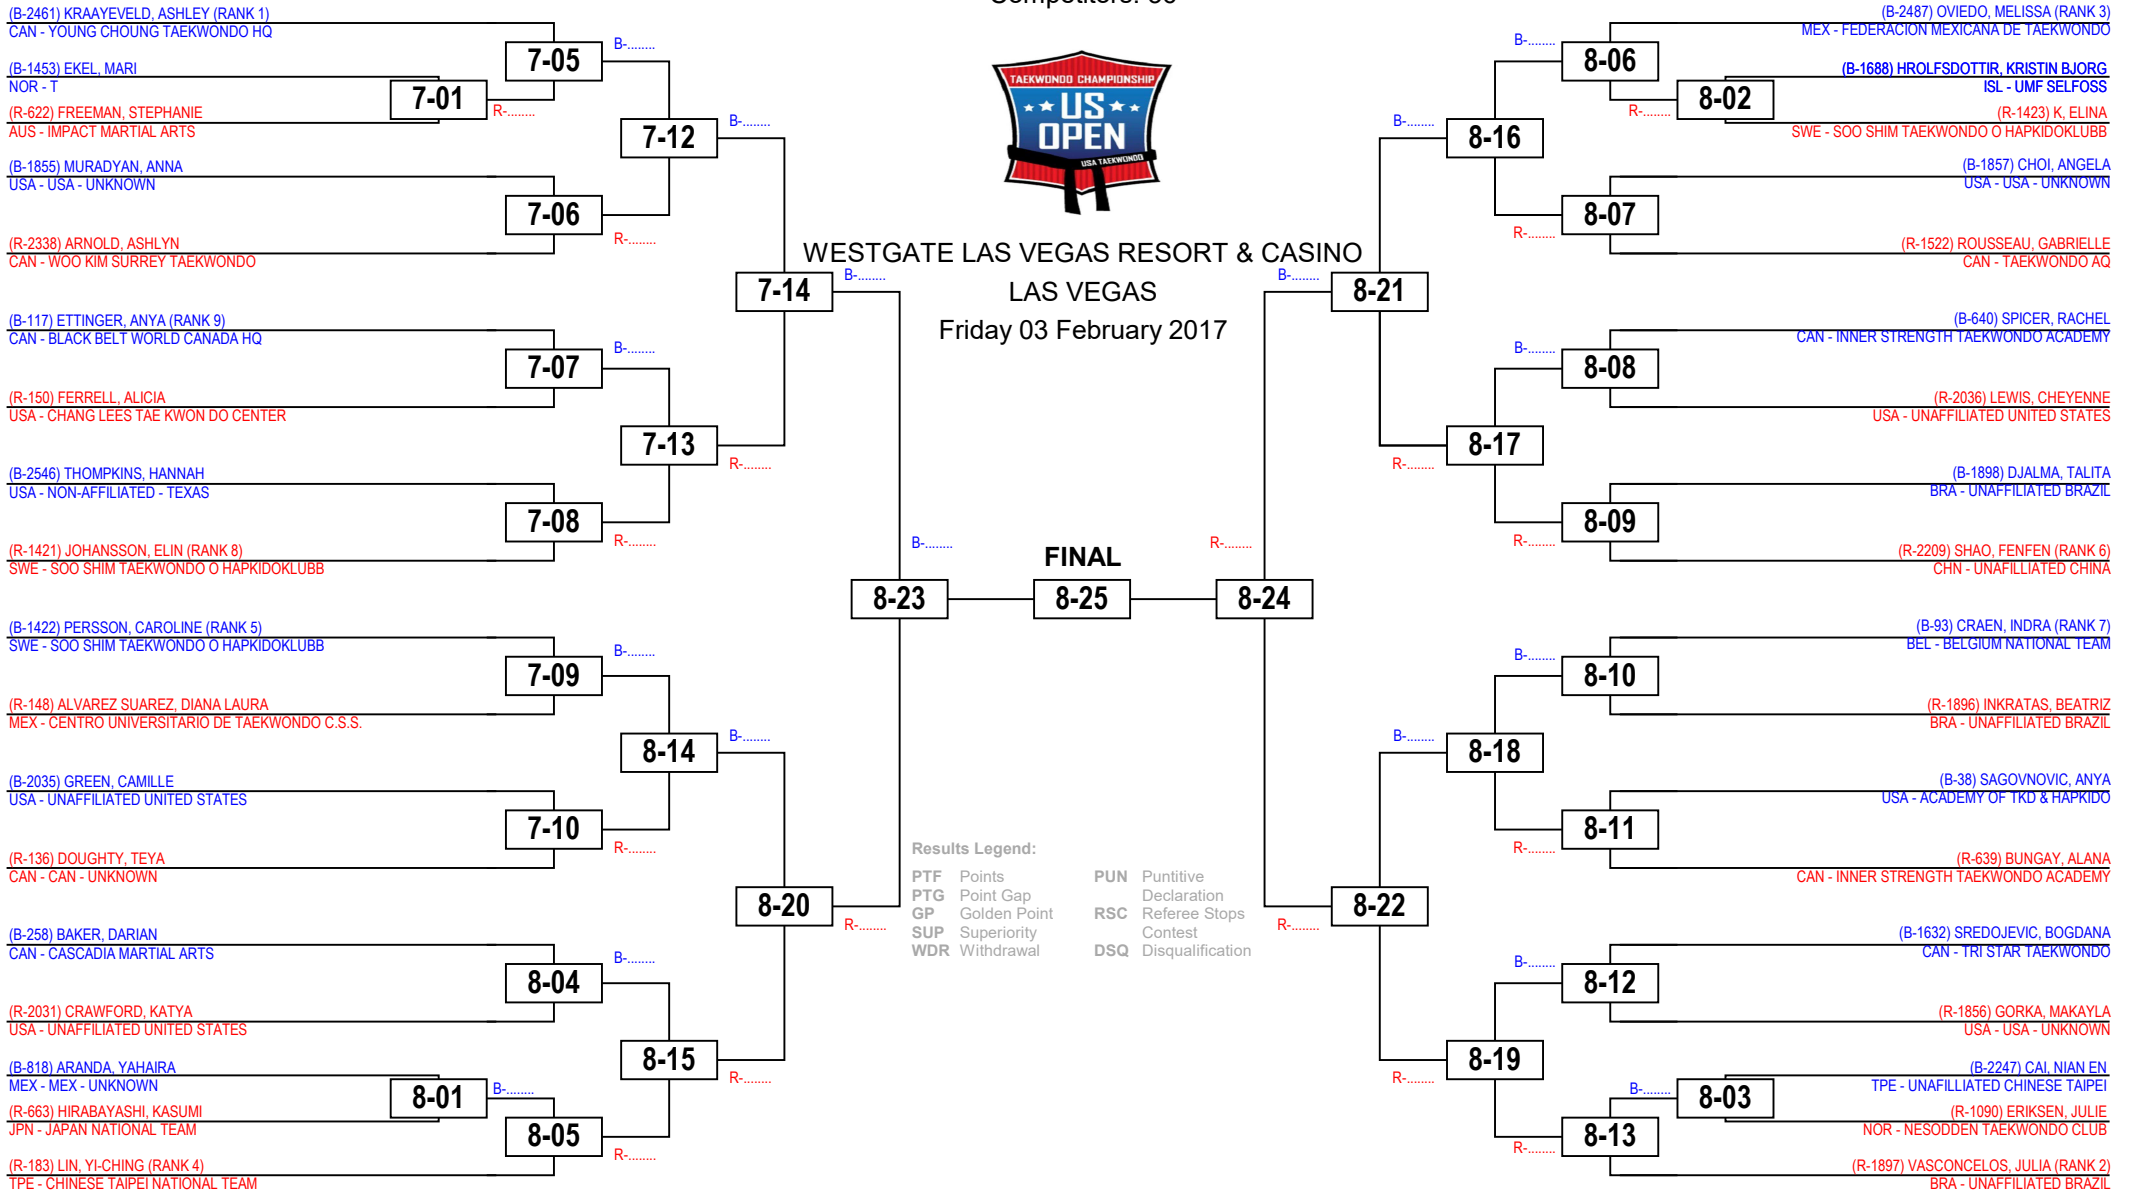 Competitors: 36
(B-2461) KRAAYEVELD, ASHLEY (RANK 1)
CAN - YOUNG CHOUNG TAEKWONDO HQ
B-........
7-05
(B-1453) EKEL, MARI
NOR - T
7-01
R-........
(R-622) FREEMAN, STEPHANIE
AUS - IMPACT MARTIAL ARTS
B-........
7-12
(B-1855) MURADYAN, ANNA
USA - USA - UNKNOWN
7-06
R-........
(R-2338) ARNOLD, ASHLYN
CAN - WOO KIM SURREY TAEKWONDO
B-........
7-14
(B-117) ETTINGER, ANYA (RANK 9)
CAN - BLACK BELT WORLD CANADA HQ
B-........
7-07
(R-150) FERRELL, ALICIA
USA - CHANG LEES TAE KWON DO CENTER
7-13
R-........
(B-2546) THOMPKINS, HANNAH
USA - NON-AFFILIATED - TEXAS
7-08
R-........
(R-1421) JOHANSSON, ELIN (RANK 8)
SWE - SOO SHIM TAEKWONDO O HAPKIDOKLUBB
B-........
8-23
(B-1422) PERSSON, CAROLINE (RANK 5)
SWE - SOO SHIM TAEKWONDO O HAPKIDOKLUBB
B-........
7-09
(R-148) ALVAREZ SUAREZ, DIANA LAURA
MEX - CENTRO UNIVERSITARIO DE TAEKWONDO C.S.S.
B-........
8-14
(B-2035) GREEN, CAMILLE
USA - UNAFFILIATED UNITED STATES
7-10
R-........
(R-136) DOUGHTY, TEYA
CAN - CAN - UNKNOWN
8-20
R-........
(B-258) BAKER, DARIAN
CAN - CASCADIA MARTIAL ARTS
B-........
8-04
(R-2031) CRAWFORD, KATYA
USA - UNAFFILIATED UNITED STATES
8-15
R-........
(B-818) ARANDA, YAHAIRA
MEX - MEX - UNKNOWN
8-01
B-........
(R-663) HIRABAYASHI, KASUMI
JPN - JAPAN NATIONAL TEAM
8-05
R-........
(R-183) LIN, YI-CHING (RANK 4)
TPE - CHINESE TAIPEI NATIONAL TEAM
TAEKWONDO CHAMPIONSHIP
US
OPEN
USA TAEKWONDO
WESTGATE LAS VEGAS RESORT & CASINO
LAS VEGAS
Friday 03 February 2017
FINAL
8-25
Results Legend:
PTF Points
PTG Point Gap
GP Golden Point
SUP Superiority
WDR Withdrawal
PUN Puntitive
Declaration
RSC Referee Stops
Contest
DSQ Disqualification
(B-2487) OVIEDO, MELISSA (RANK 3)
MEX - FEDERACION MEXICANA DE TAEKWONDO
B-........
8-06
(B-1688) HROLFSDOTTIR, KRISTIN BJORG
ISL - UMF SELFOSS
8-02
R-........
(R-1423) K, ELINA
SWE - SOO SHIM TAEKWONDO O HAPKIDOKLUBB
B-........
8-16
(B-1857) CHOI, ANGELA
USA - USA - UNKNOWN
8-07
R-........
(R-1522) ROUSSEAU, GABRIELLE
CAN - TAEKWONDO AQ
B-........
8-21
(B-640) SPICER, RACHEL
CAN - INNER STRENGTH TAEKWONDO ACADEMY
B-........
8-08
(R-2036) LEWIS, CHEYENNE
USA - UNAFFILIATED UNITED STATES
8-17
R-........
(B-1898) DJALMA, TALITA
BRA - UNAFFILIATED BRAZIL
8-09
R-........
(R-2209) SHAO, FENFEN (RANK 6)
CHN - UNAFILLIATED CHINA
R-........
8-24
(B-93) CRAEN, INDRA (RANK 7)
BEL - BELGIUM NATIONAL TEAM
B-........
8-10
(R-1896) INKRATAS, BEATRIZ
BRA - UNAFFILIATED BRAZIL
B-........
8-18
(B-38) SAGOVNOVIC, ANYA
USA - ACADEMY OF TKD & HAPKIDO
8-11
R-........
(R-639) BUNGAY, ALANA
CAN - INNER STRENGTH TAEKWONDO ACADEMY
8-22
R-........
(B-1632) SREDOJEVIC, BOGDANA
CAN - TRI STAR TAEKWONDO
B-........
8-12
(R-1856) GORKA, MAKAYLA
USA - USA - UNKNOWN
8-19
R-........
(B-2247) CAI, NIAN EN
TPE - UNAFILLIATED CHINESE TAIPEI
B-........
8-03
(R-1090) ERIKSEN, JULIE
NOR - NESODDEN TAEKWONDO CLUB
8-13
R-........
(R-1897) VASCONCELOS, JULIA (RANK 2)
BRA - UNAFFILIATED BRAZIL